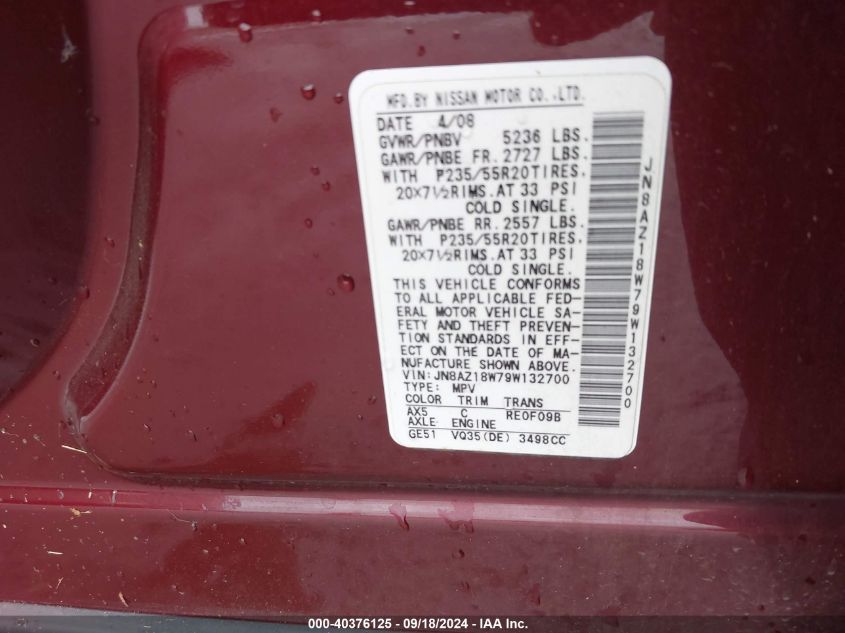 MFD.BY NISSAN MOTOR CO.,LTD.
DATE 4/08
GVWR/PNBV 5236 LBS.
GAWR/PNBE FR. 2727 LBS.
WITH P235/55R20TIRES.
20×7½RIMS.AT 33 PSI
COLD SINGLE.
GAWR/PNBE RR. 2557 LBS.
WITH P235/55R20TIRES.
20×7½RIMS.AT 33 PSI
COLD SINGLE.
THIS VEHICLE CONFORMS
TO ALL APPLICABLE FED-
ERAL MOTOR VEHICLE SA-
FETY AND THEFT PREVEN-
TION STANDARDS IN EFF-
ECT ON THE DATE OF MA-
NUFACTURE SHOWN ABOVE.
VIN:JN8AZ18W79W132700
TYPE: MPV
COLOR TRIM TRANS
AX5 C RE0F09B
AXLE ENGINE
GE51 VQ35(DE) 3498CC
JN8AZ18W79W132700
000-40376125 - 09/18/2024 - IAA Inc.